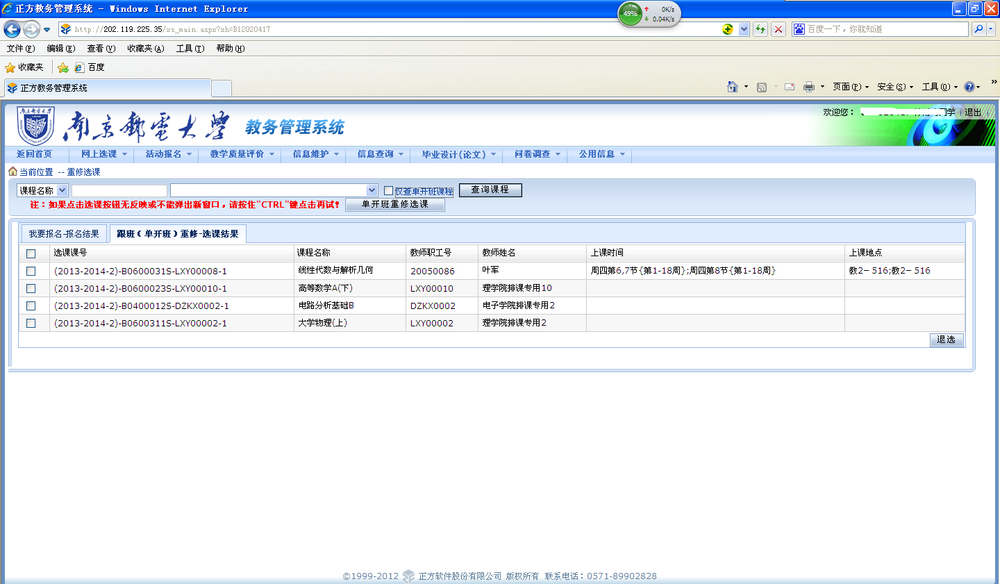 正方教务管理系统 - Windows Internet Explorer
49%
0K/s
0.04K/s
http://202.119.225.35/xs_main.aspx?xh=B12020417
百度一下，你就知道
文件(F) 编辑(E) 查看(V) 收藏夹(A) 工具(T) 帮助(H)
收藏夹 百度
正方教务管理系统
页面(P) 安全(S) 工具(O)
南京邮电大学 教务管理系统
欢迎您： 同学 退出
返回首页 网上选课 活动报名 教学质量评价 信息维护 信息查询 毕业设计(论文) 问卷调查 公用信息
当前位置 -- 重修选课
课程名称 仅查单开班课程 查询课程
注：如果点击选课按钮无反映或不能弹出新窗口，请按住"CTRL"键点击再试! 单开班重修选课
我要报名-报名结果 跟班（单开班）重修-选课结果
选课课号 课程名称 教师职工号 教师姓名 上课时间 上课地点
(2013-2014-2)-B0600031S-LXY00008-1 线性代数与解析几何 20050086 叶军 周四第6,7节{第1-18周};周四第8节{第1-18周} 教2－516;教2－516
(2013-2014-2)-B0600023S-LXY00010-1 高等数学A(下) LXY00010 理学院排课专用10
(2013-2014-2)-B0400012S-DZKX0002-1 电路分析基础B DZKX0002 电子学院排课专用2
(2013-2014-2)-B0600311S-LXY00002-1 大学物理(上) LXY00002 理学院排课专用2
退选
©1999-2012 正方软件股份有限公司 版权所有 联系电话：0571-89902828